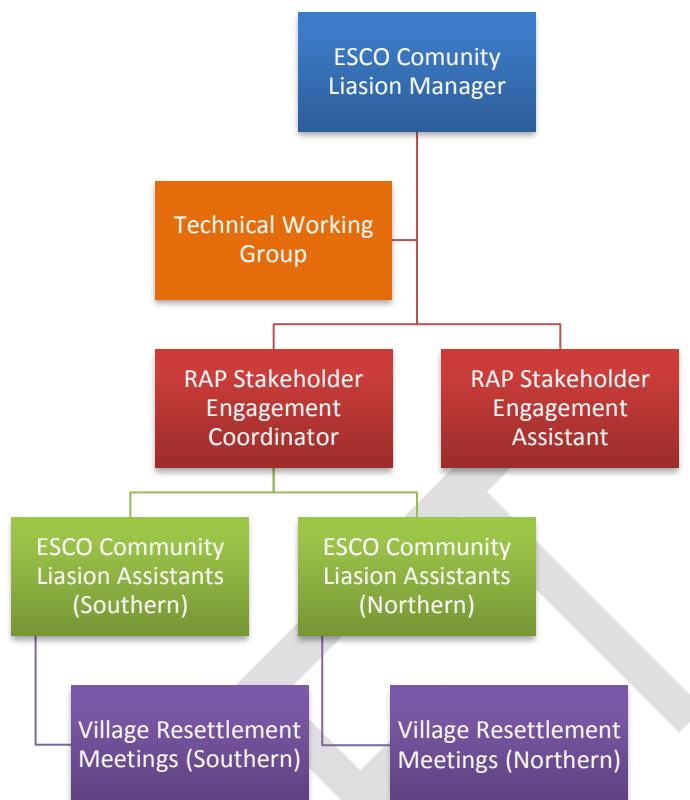 ESCO Comunity
Liasion Manager
Technical Working
Group
RAP Stakeholder
Engagement
Coordinator
RAP Stakeholder
Engagement
Assistant
ESCO Community
Liasion Assistants
(Southern)
ESCO Community
Liasion Assistants
(Northern)
Village Resettlement
Meetings (Southern)
Village Resettlement
Meetings (Northern)